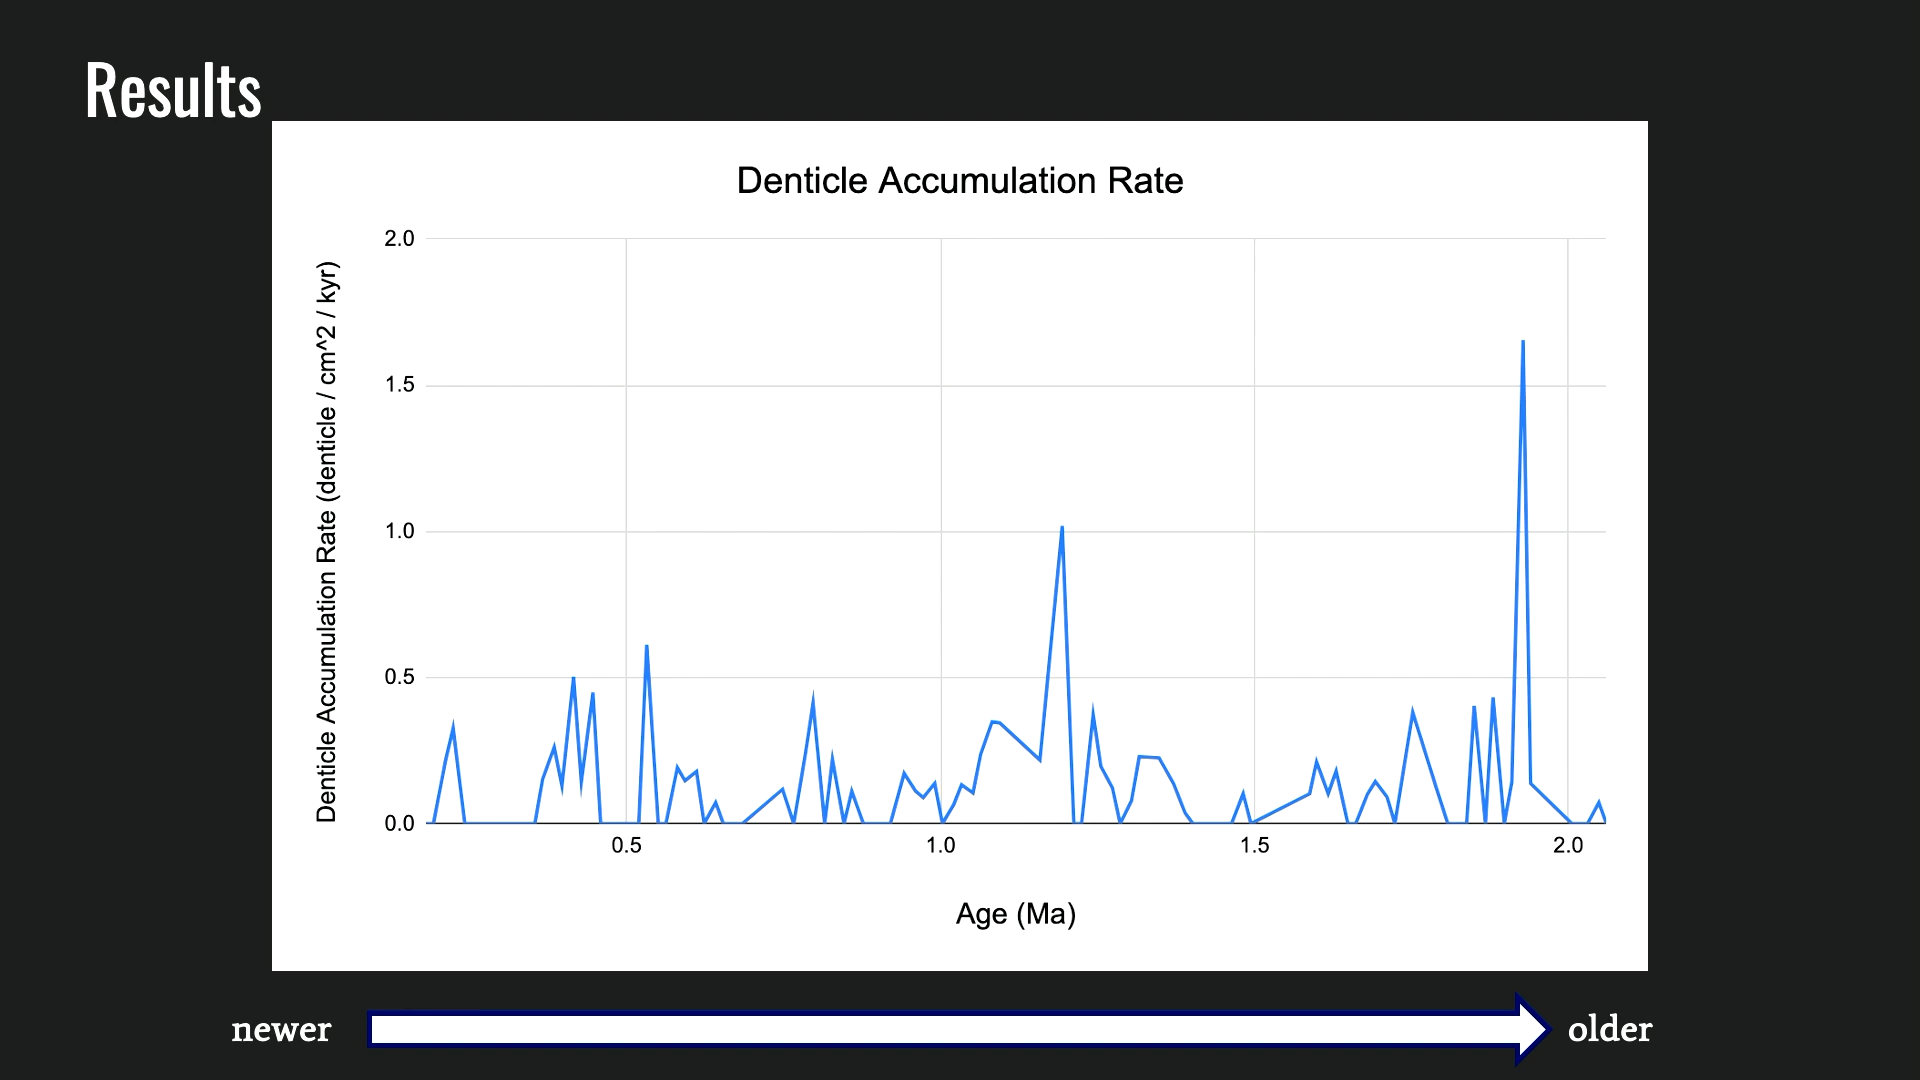 Results
Denticle Accumulation Rate
Denticle Accumulation Rate (denticle / cm^2 / kyr)
2.0
1.5
1.0
0.5
0.0
0.5 1.0 1.5 2.0
Age (Ma)
newer older